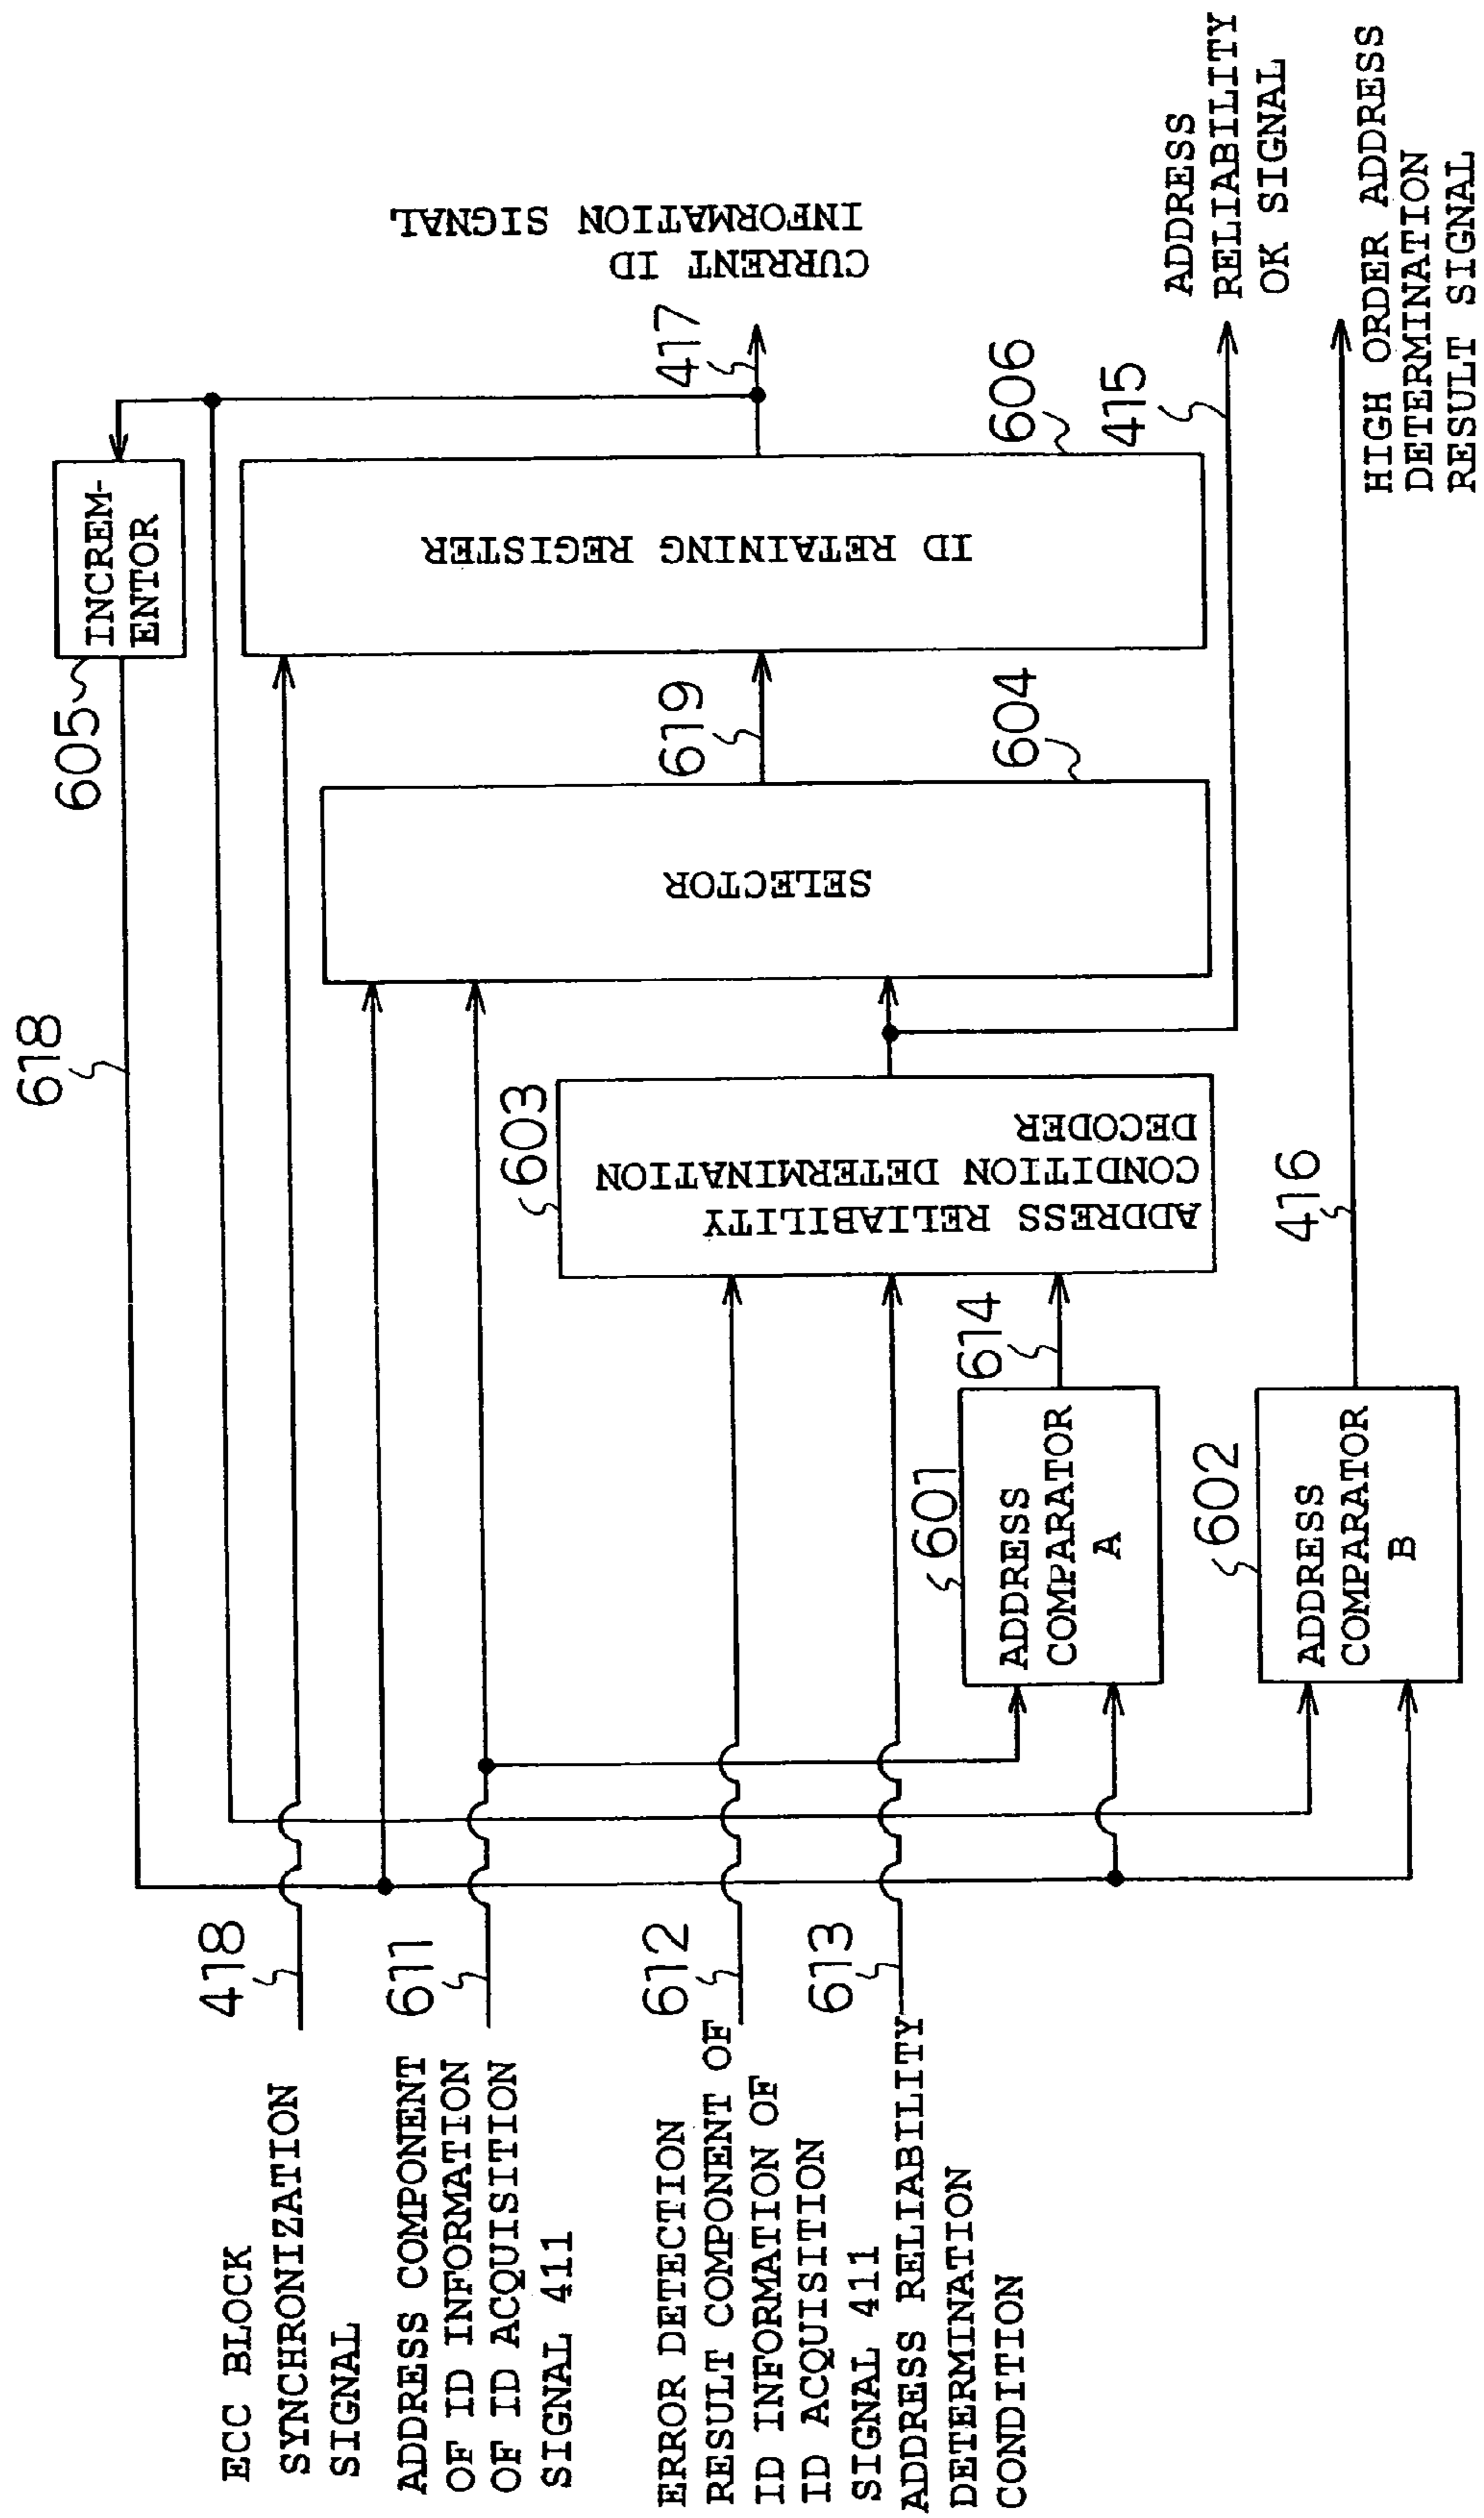 ECC BLOCK
SYNCHRONIZATION
SIGNAL
418
ADDRESS COMPONENT
OF ID INFORMATION
OF ID ACQUISITION
SIGNAL 411
611
ERROR DETECTION
RESULT COMPONENT OF
ID INFORMATION OF
ID ACQUISITION
SIGNAL 411
612
ADDRESS RELIABILITY
DETERMINATION
CONDITION
613
618
605
INCREM-
ENTOR
601
ADDRESS
COMPARATOR
A
614
602
ADDRESS
COMPARATOR
B
416
603
ADDRESS RELIABILITY
CONDITION DETERMINATION
DECODER
SELECTOR
604
619
ID RETAINING REGISTER
606
417
CURRENT ID
INFORMATION SIGNAL
415
ADDRESS
RELIABILITY
OK SIGNAL
HIGH ORDER ADDRESS
DETERMINATION
RESULT SIGNAL